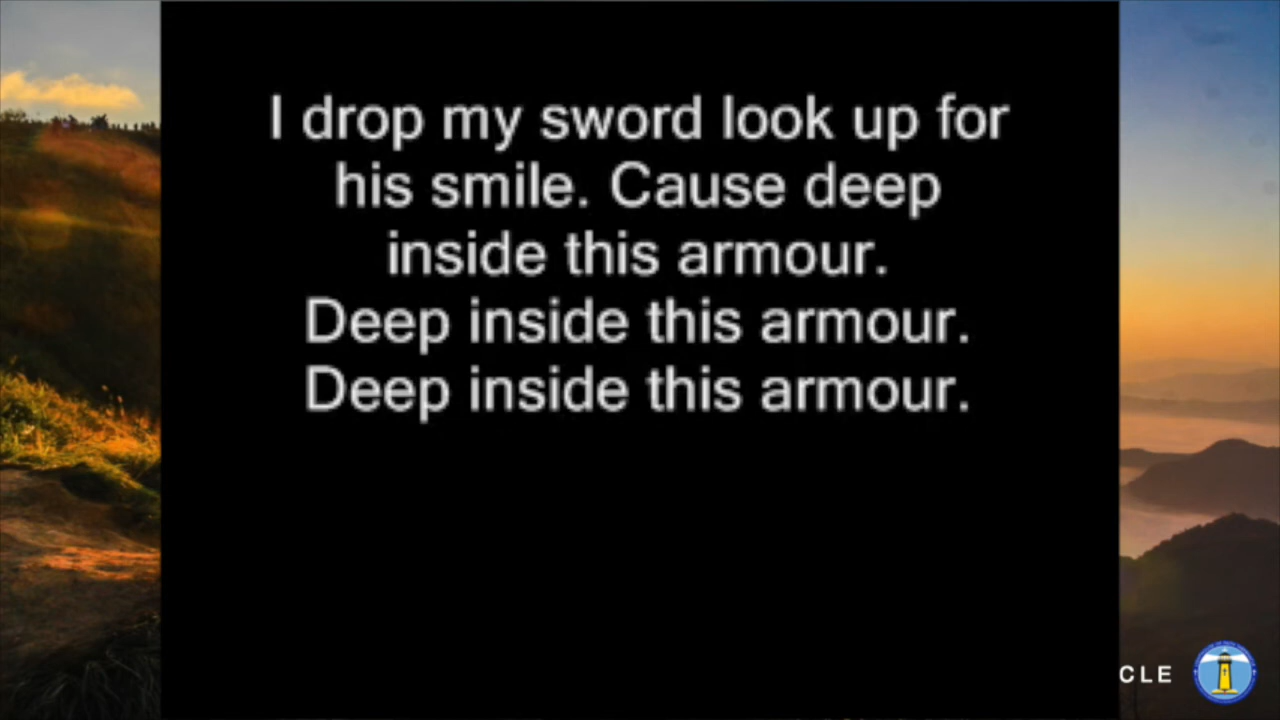 I drop my sword look up for
his smile. Cause deep
inside this armour.
Deep inside this armour.
Deep inside this armour.
CLE